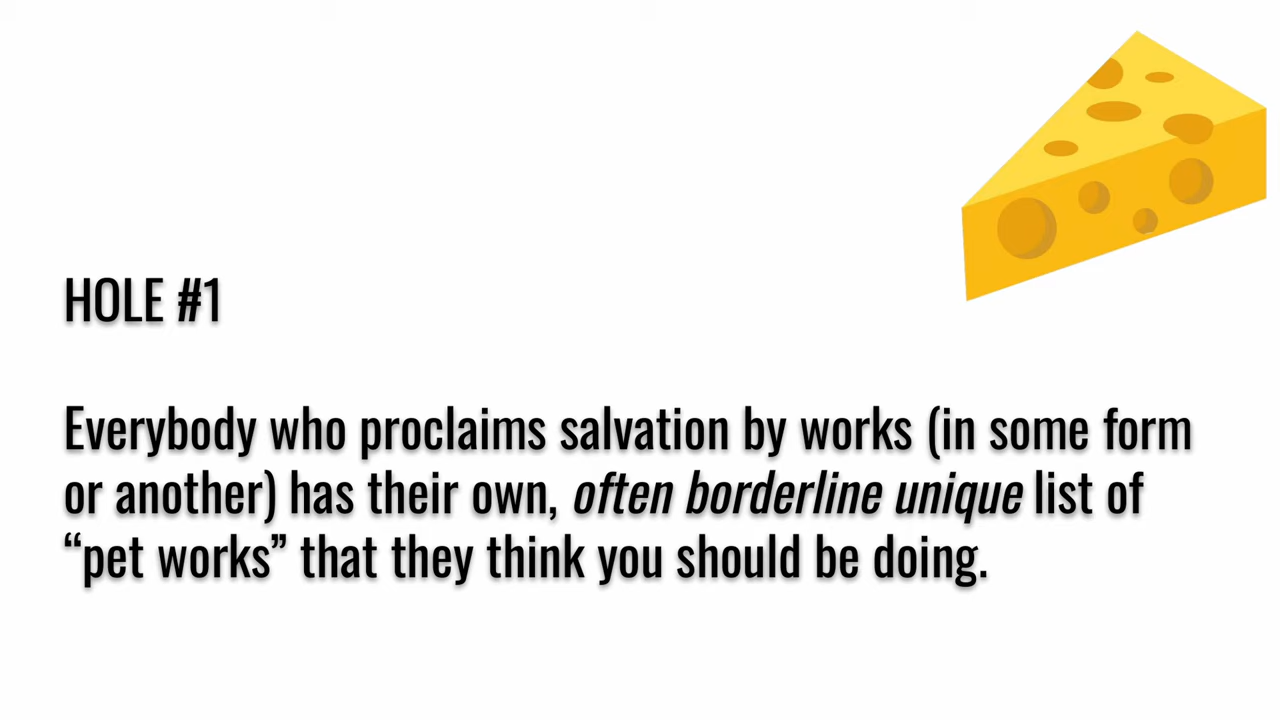 HOLE #1
Everybody who proclaims salvation by works (in some form
or another) has their own, often borderline unique list of
“pet works” that they think you should be doing.